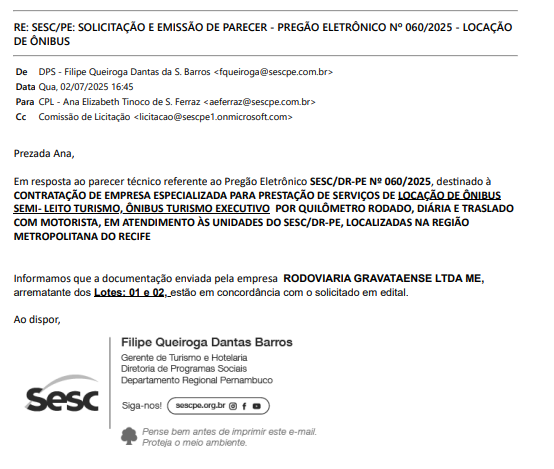 RE: SESC/PE: SOLICITAÇÃO E EMISSÃO DE PARECER - PREGÃO ELETRÔNICO Nº 060/2025 - LOCAÇÃO
DE ÔNIBUS
De DPS - Filipe Queiroga Dantas da S. Barros <fqueiroga@sescpe.com.br>
Data Qua, 02/07/2025 16:45
Para CPL - Ana Elizabeth Tinoco de S. Ferraz <aeferraz@sescpe.com.br>
Cc Comissão de Licitação <licitacao@sescpe1.onmicrosoft.com>
Prezada Ana,
Em resposta ao parecer técnico referente ao Pregão Eletrônico SESC/DR-PE Nº 060/2025, destinado à
CONTRATAÇÃO DE EMPRESA ESPECIALIZADA PARA PRESTAÇÃO DE SERVIÇOS DE LOCAÇÃO DE ÔNIBUS
SEMI- LEITO TURISMO, ÔNIBUS TURISMO EXECUTIVO POR QUILÔMETRO RODADO, DIÁRIA E TRASLADO
COM MOTORISTA, EM ATENDIMENTO ÀS UNIDADES DO SESC/DR-PE, LOCALIZADAS NA REGIÃO
METROPOLITANA DO RECIFE
Informamos que a documentação enviada pela empresa RODOVIARIA GRAVATAENSE LTDA ME,
arrematante dos Lotes: 01 e 02, estão em concordância com o solicitado em edital.
Ao dispor,
Filipe Queiroga Dantas Barros
Gerente de Turismo e Hotelaria
Diretoria de Programas Sociais
Departamento Regional Pernambuco
Sesc
Siga-nos! sescpe.org.br
Pense bem antes de imprimir este e-mail.
Proteja o meio ambiente.